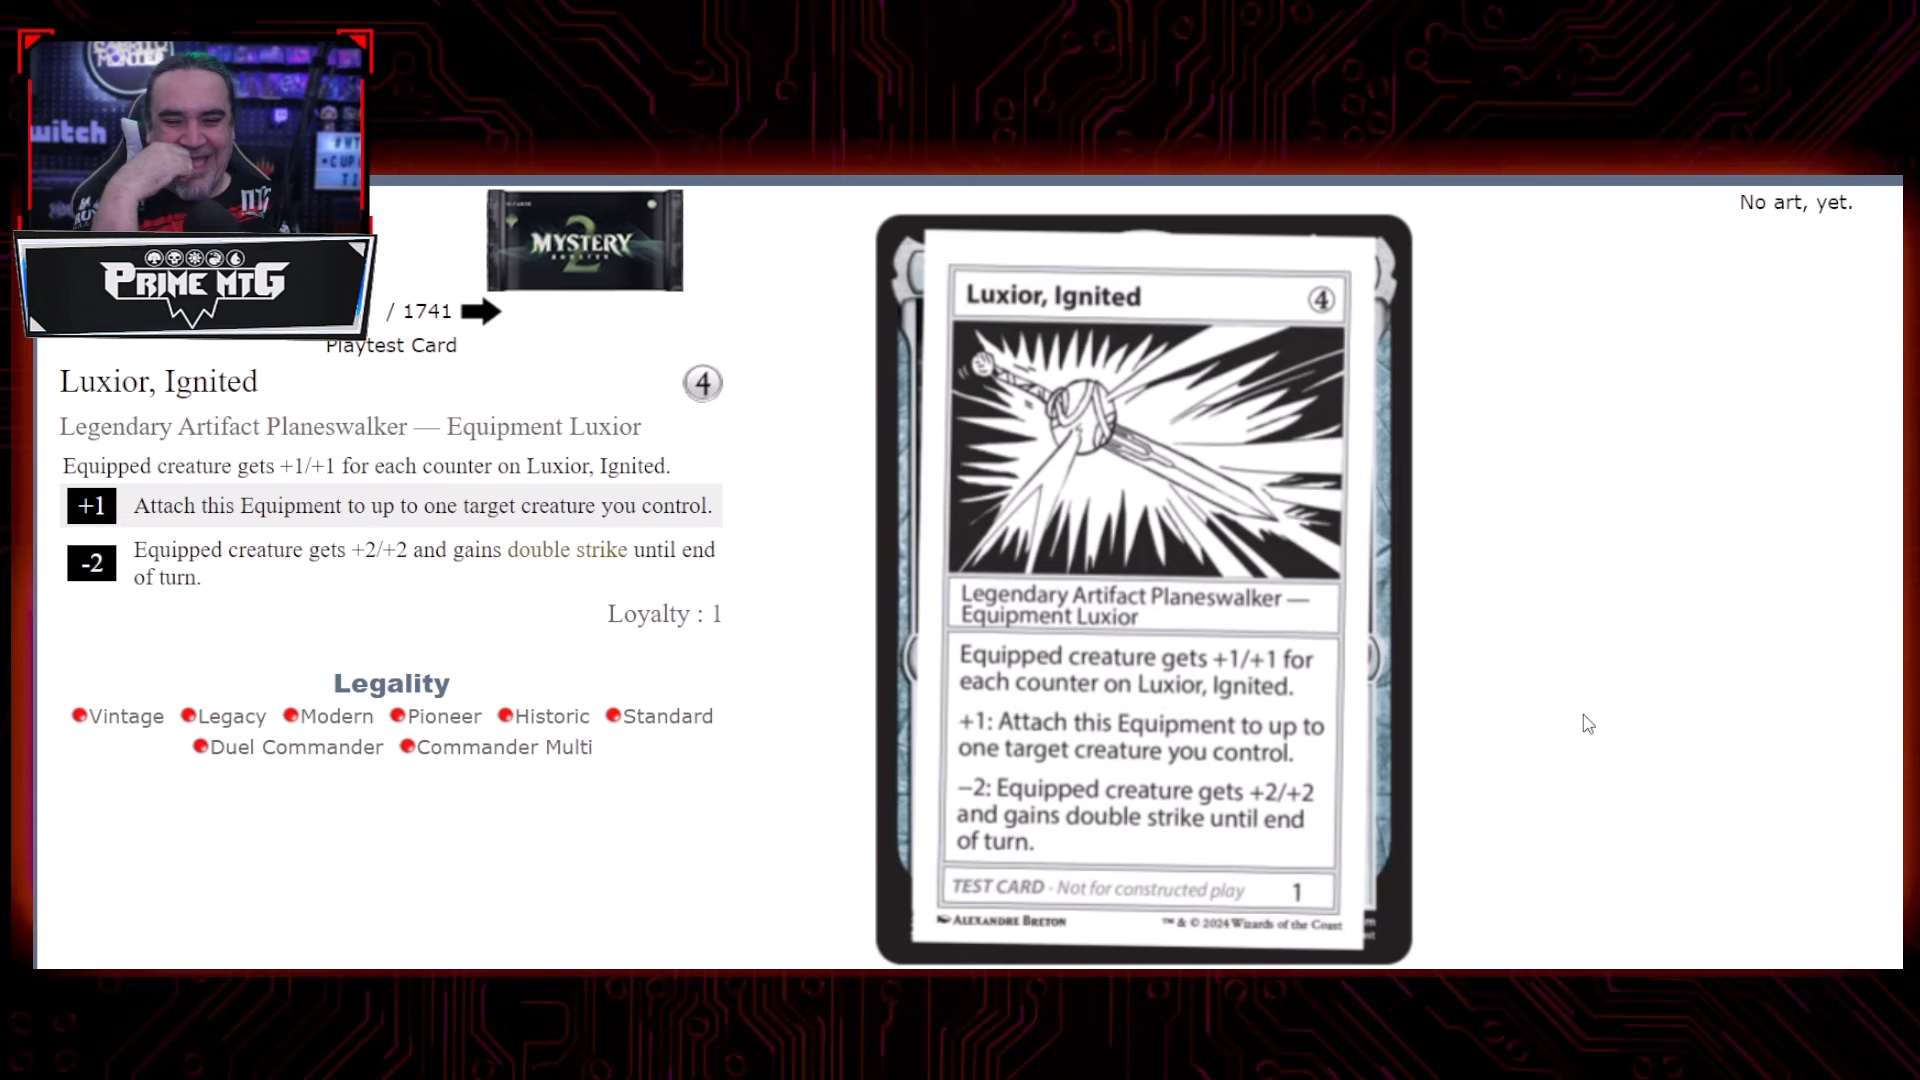 witch
PRIME MTG
MYSTERY
2
BOOSTER
/ 1741
Playtest Card
No art, yet.
Luxior, Ignited
4
Legendary Artifact Planeswalker — Equipment Luxior
Equipped creature gets +1/+1 for each counter on Luxior, Ignited.
+1 Attach this Equipment to up to one target creature you control.
-2 Equipped creature gets +2/+2 and gains double strike until end
of turn.
Loyalty : 1
Legality
Vintage Legacy Modern Pioneer Historic Standard
Duel Commander Commander Multi
Luxior, Ignited
4
Legendary Artifact Planeswalker —
Equipment Luxior
Equipped creature gets +1/+1 for
each counter on Luxior, Ignited.
+1: Attach this Equipment to up to
one target creature you control.
−2: Equipped creature gets +2/+2
and gains double strike until end
of turn.
TEST CARD - Not for constructed play 1
ALEXANDRE BRETON ™ & © 2024 Wizards of the Coast